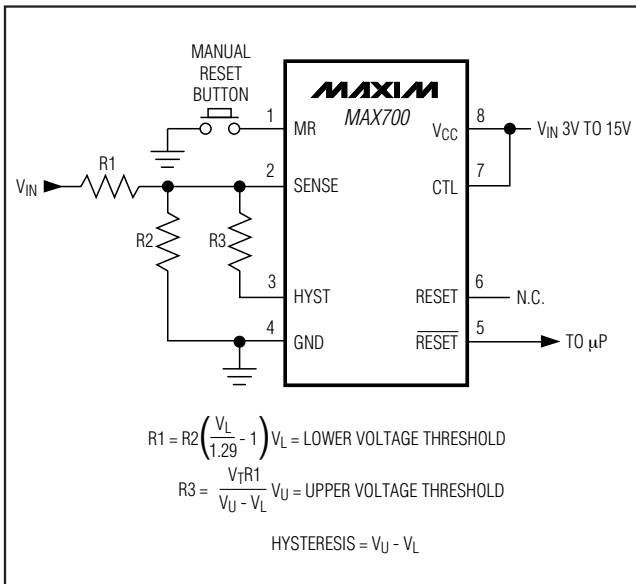 MANUAL
RESET
BUTTON
MAXIM
MAX700
1 MR
VCC 8
VIN 3V TO 15V
R1
VIN
2 SENSE
CTL 7
R2
R3
3 HYST
RESET 6
N.C.
4 GND
RESET 5
TO μP
R1 = R2(VL/1.29 - 1) VL = LOWER VOLTAGE THRESHOLD
R3 = VTR1/(VU - VL) VU = UPPER VOLTAGE THRESHOLD
HYSTERESIS = VU - VL